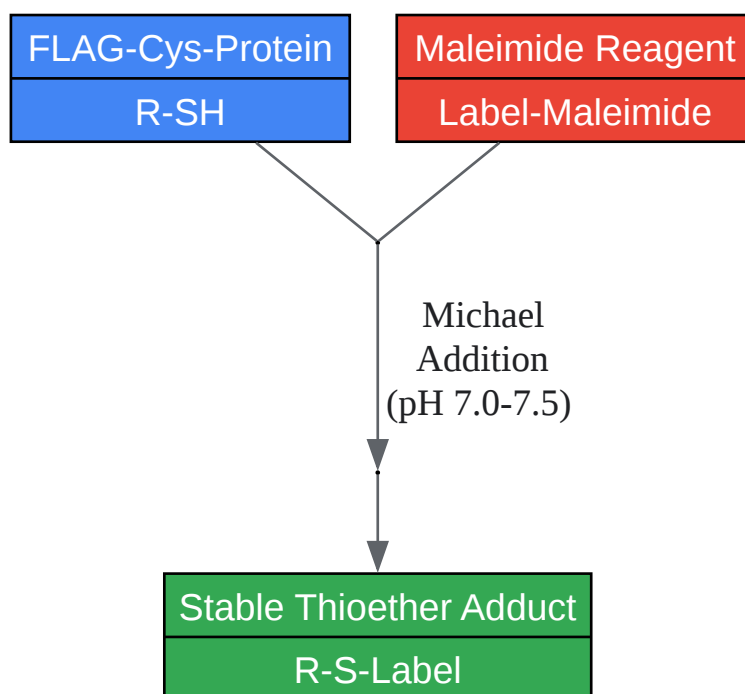 FLAG-Cys-Protein
R-SH
Maleimide Reagent
Label-Maleimide
Michael
Addition
(pH 7.0-7.5)
Stable Thioether Adduct
R-S-Label